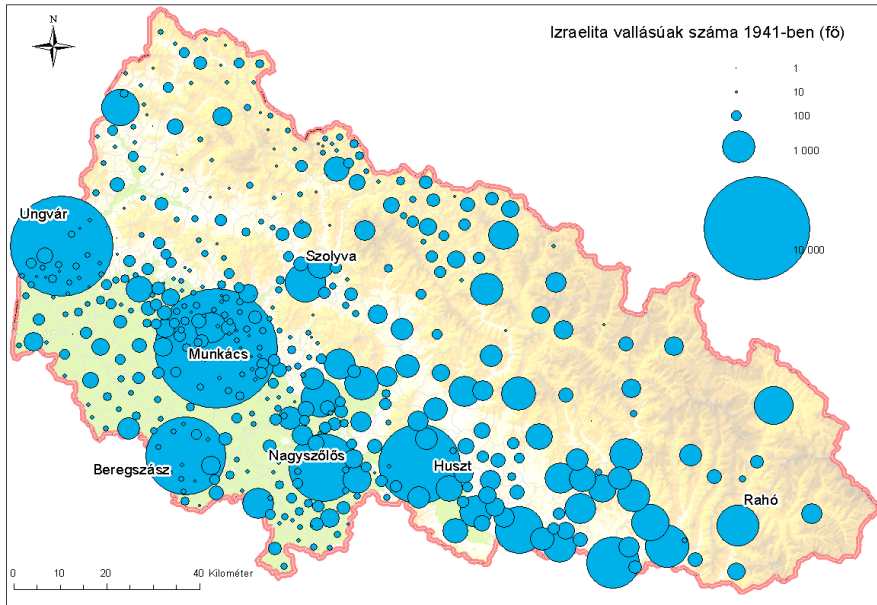 N
Izraelita vallásúak száma 1941-ben (fő)
1
10
100
1 000
10 000
Ungvár
Szolyva
Munkács
Beregszász
Nagyszőlős
Huszt
Rahó
0 10 20 40 Kilométer